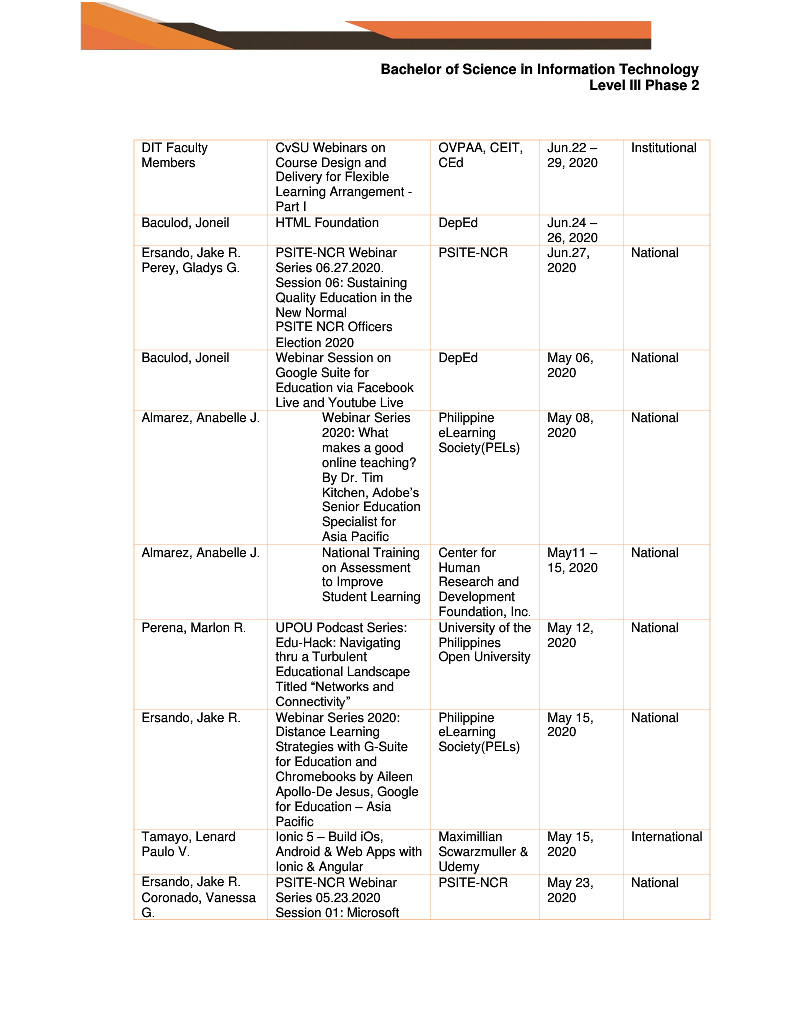 Bachelor of Science in Information Technology
Level III Phase 2
DIT Faculty
Members
CvSU Webinars on
Course Design and
Delivery for Flexible
Learning Arrangement -
Part I
OVPAA, CEIT,
CEd
Jun.22 –
29, 2020
Institutional
Baculod, Joneil
HTML Foundation
DepEd
Jun.24 –
26, 2020
Ersando, Jake R.
Perey, Gladys G.
PSITE-NCR Webinar
Series 06.27.2020.
Session 06: Sustaining
Quality Education in the
New Normal
PSITE NCR Officers
Election 2020
PSITE-NCR
Jun.27,
2020
National
Baculod, Joneil
Webinar Session on
Google Suite for
Education via Facebook
Live and Youtube Live
DepEd
May 06,
2020
National
Almarez, Anabelle J.
Webinar Series
2020: What
makes a good
online teaching?
By Dr. Tim
Kitchen, Adobe’s
Senior Education
Specialist for
Asia Pacific
Philippine
eLearning
Society(PELs)
May 08,
2020
National
Almarez, Anabelle J.
National Training
on Assessment
to Improve
Student Learning
Center for
Human
Research and
Development
Foundation, Inc.
May11 –
15, 2020
National
Perena, Marlon R.
UPOU Podcast Series:
Edu-Hack: Navigating
thru a Turbulent
Educational Landscape
Titled “Networks and
Connectivity”
University of the
Philippines
Open University
May 12,
2020
National
Ersando, Jake R.
Webinar Series 2020:
Distance Learning
Strategies with G-Suite
for Education and
Chromebooks by Aileen
Apollo-De Jesus, Google
for Education – Asia
Pacific
Philippine
eLearning
Society(PELs)
May 15,
2020
National
Tamayo, Lenard
Paulo V.
Ionic 5 – Build iOs,
Android & Web Apps with
Ionic & Angular
Maximillian
Scwarzmuller &
Udemy
May 15,
2020
International
Ersando, Jake R.
Coronado, Vanessa
G.
PSITE-NCR Webinar
Series 05.23.2020
Session 01: Microsoft
PSITE-NCR
May 23,
2020
National